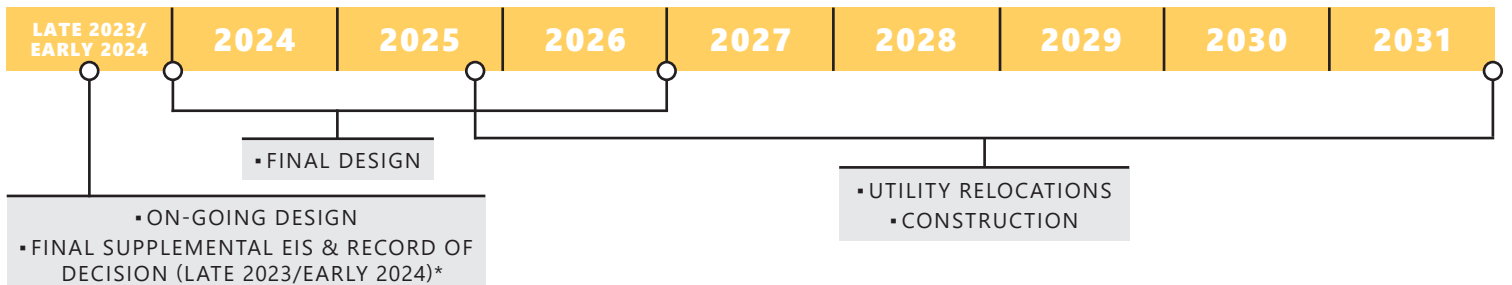 LATE 2023/
EARLY 2024
2024
2025
2026
2027
2028
2029
2030
2031
▪FINAL DESIGN
▪ON-GOING DESIGN
▪FINAL SUPPLEMENTAL EIS & RECORD OF
DECISION (LATE 2023/EARLY 2024)*
▪UTILITY RELOCATIONS
▪CONSTRUCTION